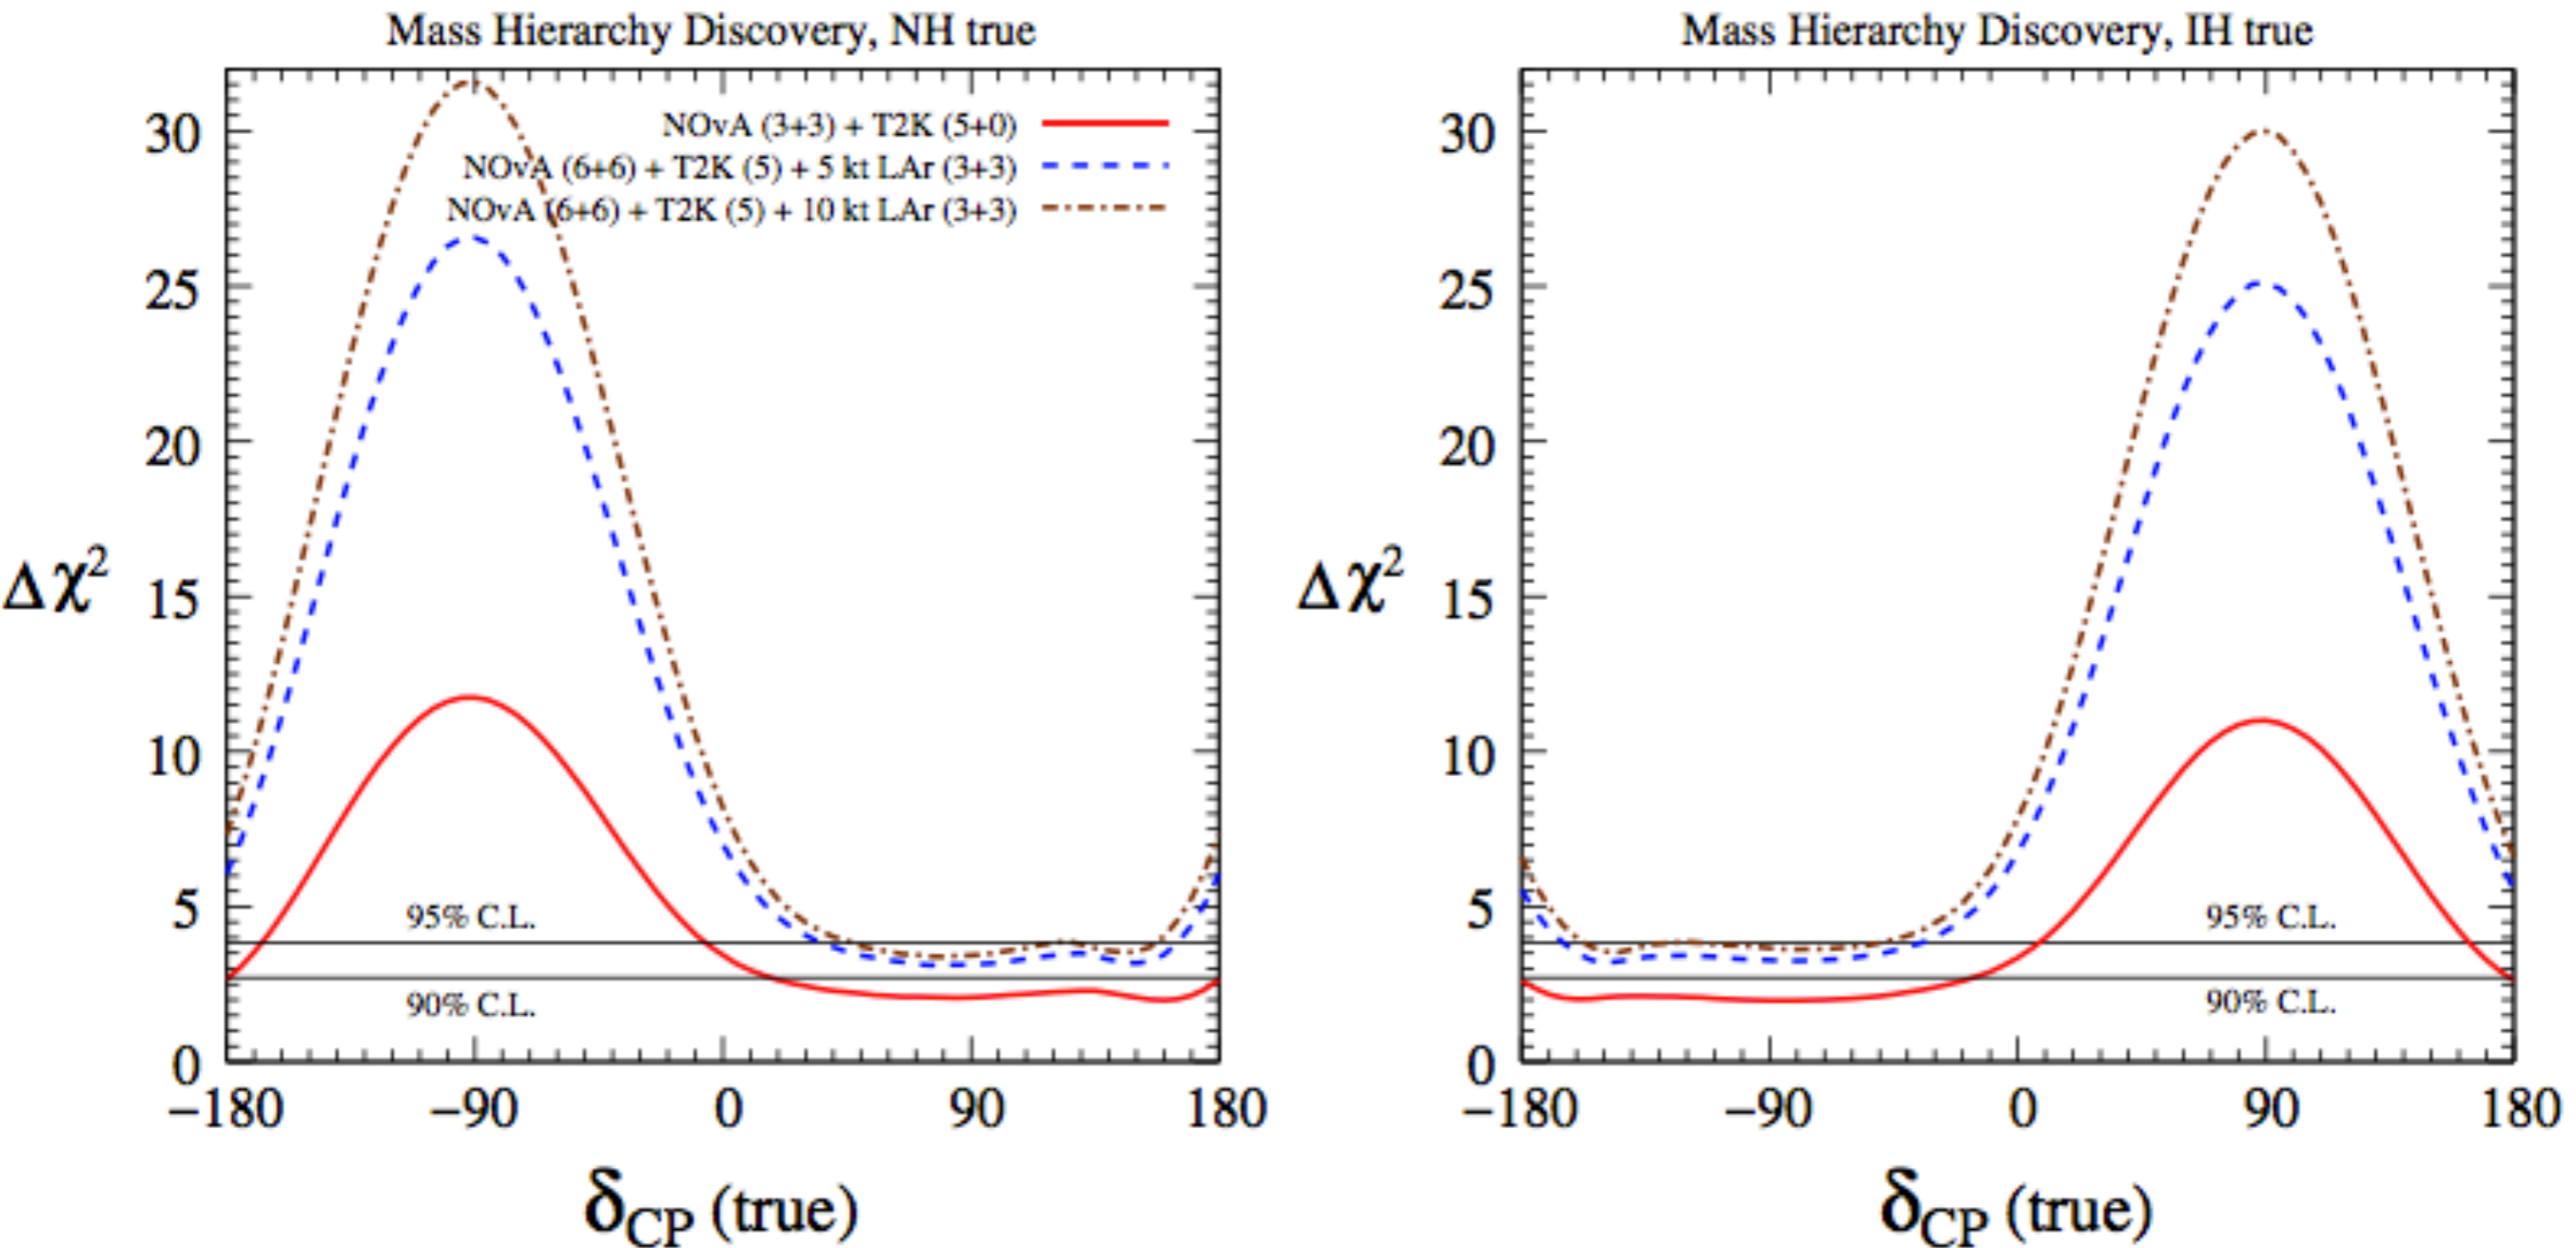 Mass Hierarchy Discovery, NH true
NOvA (3+3) + T2K (5+0)
NOvA (6+6) + T2K (5) + 5 kt LAr (3+3)
NOvA (6+6) + T2K (5) + 10 kt LAr (3+3)
30
25
20
15
10
5
0
Δχ²
95% C.L.
90% C.L.
−180 −90 0 90 180
δCP (true)
Mass Hierarchy Discovery, IH true
30
25
20
15
10
5
0
Δχ²
95% C.L.
90% C.L.
−180 −90 0 90 180
δCP (true)